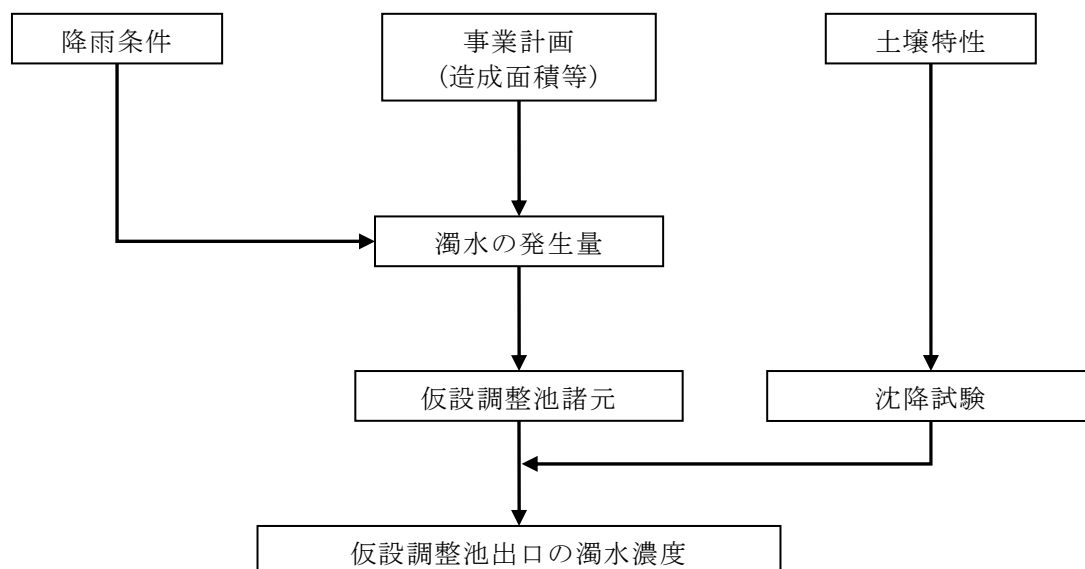 降雨条件
事業計画
(造成面積等)
土壌特性
濁水の発生量
仮設調整池諸元
沈降試験
仮設調整池出口の濁水濃度